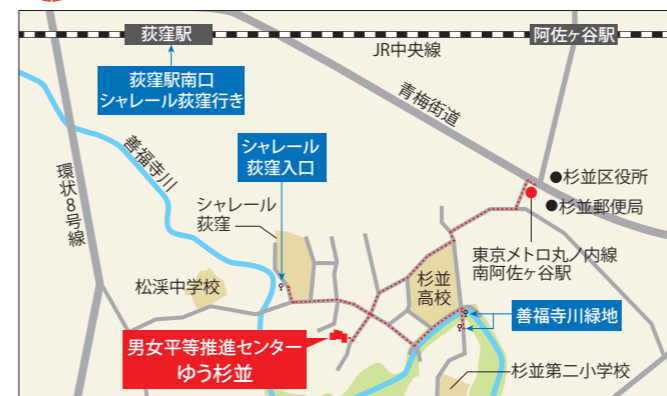 荻窪駅
阿佐ヶ谷駅
JR中央線
荻窪駅南口
シャレール荻窪行き
青梅街道
善福寺川
環状8号線
シャレール
荻窪入口
シャレール
荻窪
●杉並区役所
●杉並郵便局
東京メトロ丸ノ内線
南阿佐ヶ谷駅
松渓中学校
杉並
高校
善福寺川緑地
男女平等推進センター
ゆう杉並
杉並第二小学校